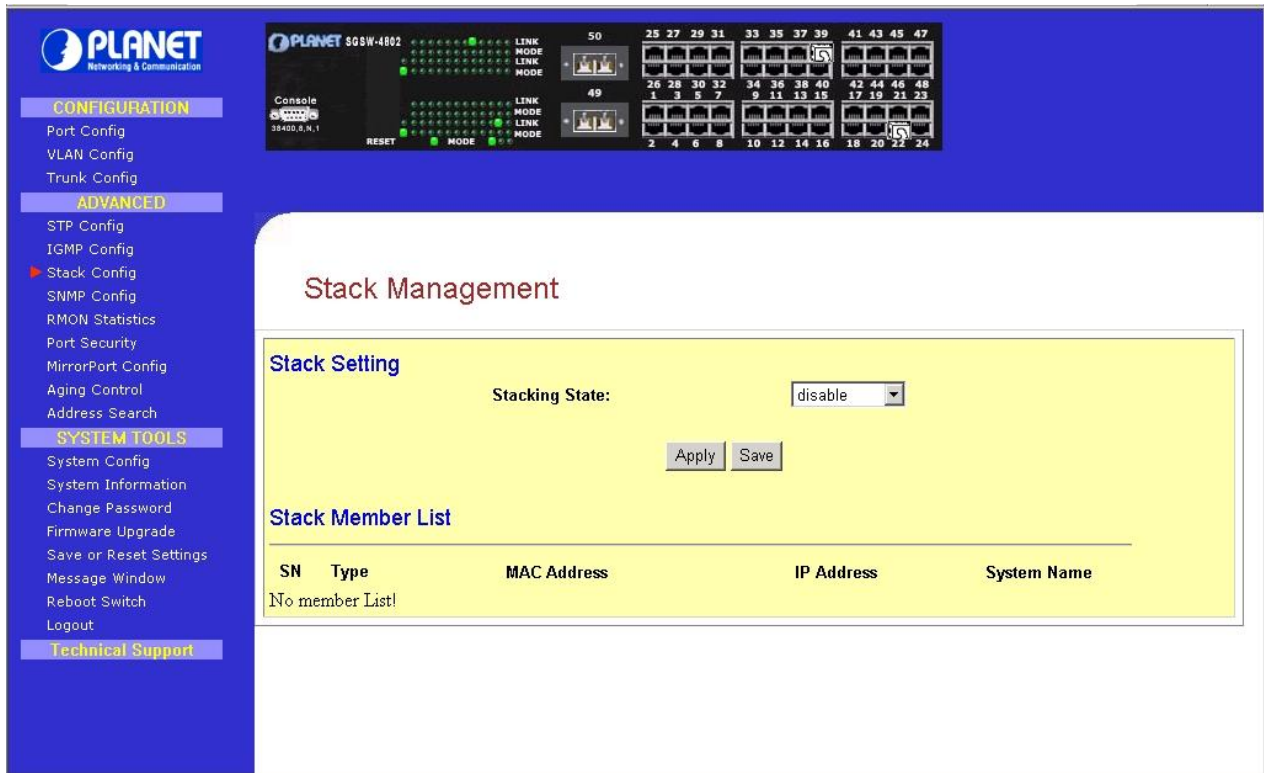 PLANET
Networking & Communication
CONFIGURATION
Port Config
VLAN Config
Trunk Config
ADVANCED
STP Config
IGMP Config
Stack Config
SNMP Config
RMON Statistics
Port Security
MirrorPort Config
Aging Control
Address Search
SYSTEM TOOLS
System Config
System Information
Change Password
Firmware Upgrade
Save or Reset Settings
Message Window
Reboot Switch
Logout
Technical Support
PLANET SGSW-4802
LINK
MODE
LINK
MODE
Console
38400,8,N,1
LINK
MODE
LINK
MODE
RESET MODE
50
49
25 27 29 31 33 35 37 39 41 43 45 47
26 28 30 32 34 36 38 40 42 44 46 48
1 3 5 7 9 11 13 15 17 19 21 23
2 4 6 8 10 12 14 16 18 20 22 24
Stack Management
Stack Setting
Stacking State: disable
Apply Save
Stack Member List
SN Type MAC Address IP Address System Name
No member List!